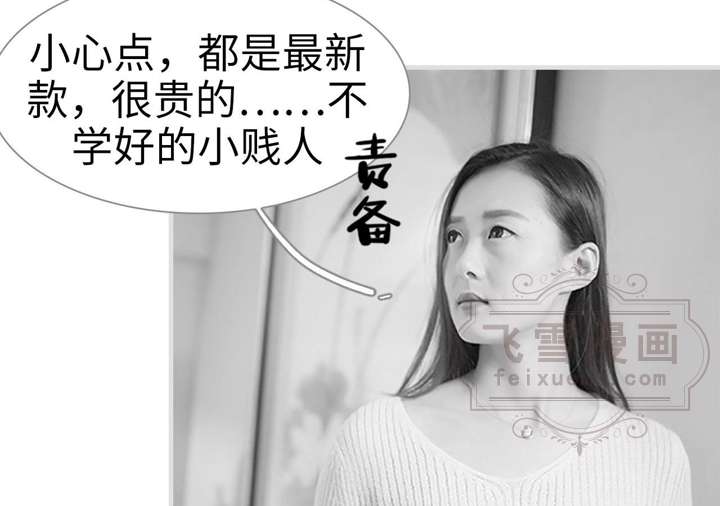 小心点，都是最新
款，很贵的……不
学好的小贱人
责备
飞雪漫画
feixue
.com